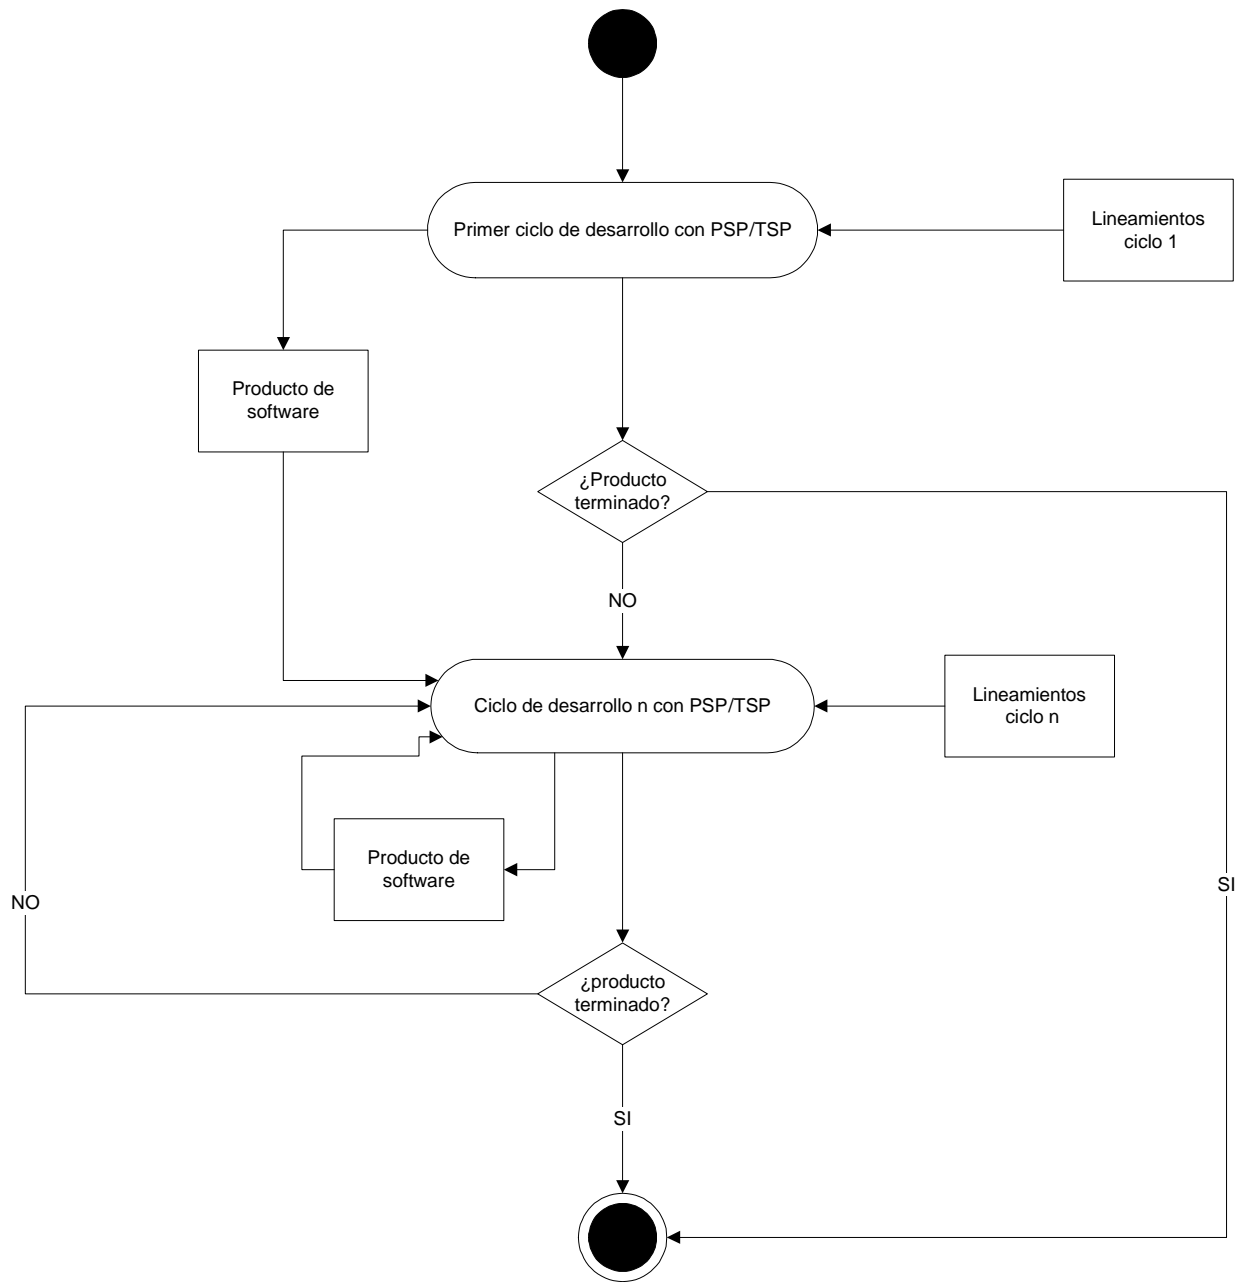 Primer ciclo de desarrollo con PSP/TSP
Lineamientos
ciclo 1
Producto de
software
¿Producto
terminado?
NO
Ciclo de desarrollo n con PSP/TSP
Lineamientos
ciclo n
Producto de
software
NO
SI
¿producto
terminado?
SI